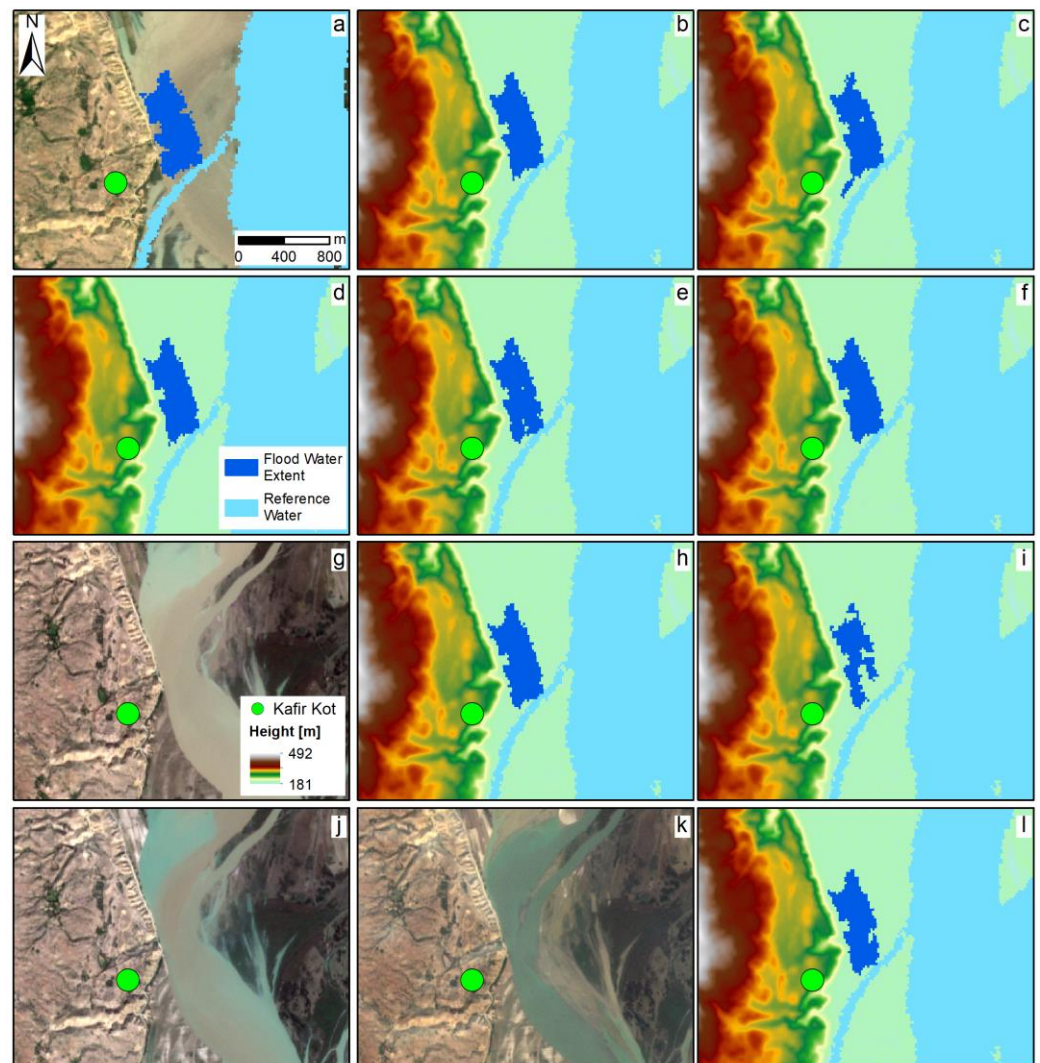 N
a
b
c
m
0 400 800
d
e
f
Flood Water
Extent
Reference
Water
g
h
i
Kafir Kot
Height [m]
492
181
j
k
l